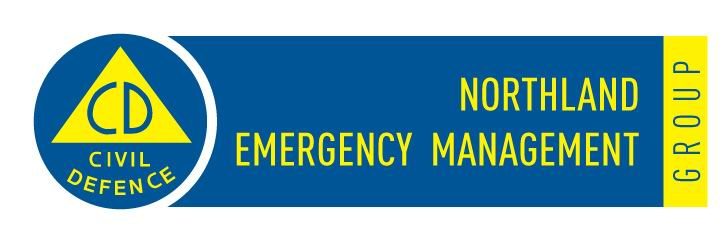 CD
CIVIL
DEFENCE
NORTHLAND
EMERGENCY MANAGEMENT
GROUP